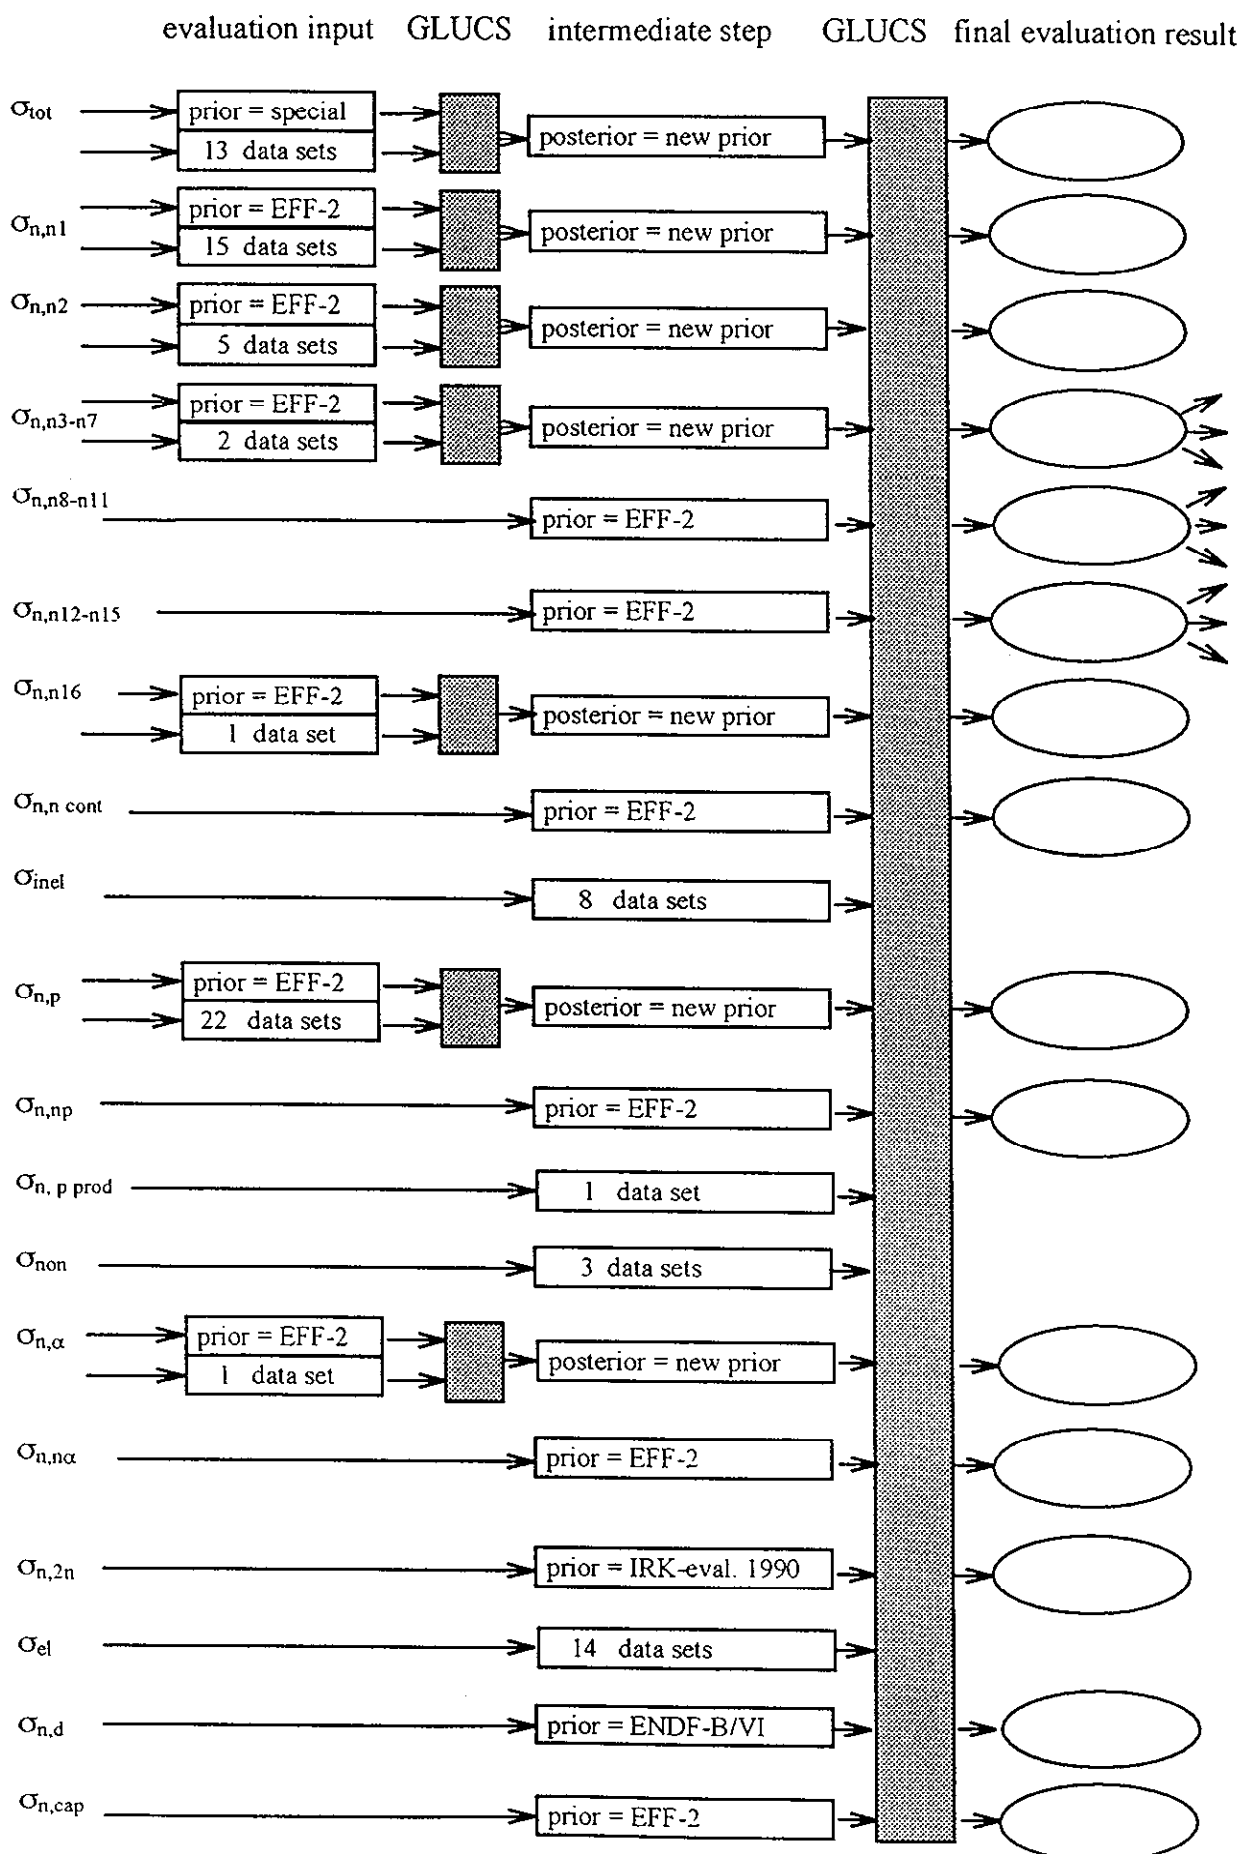 evaluation input GLUCS intermediate step GLUCS final evaluation result
σtot prior = special
13 data sets
posterior = new prior
σn,n1 prior = EFF-2
15 data sets
posterior = new prior
σn,n2 prior = EFF-2
5 data sets
posterior = new prior
σn,n3-n7 prior = EFF-2
2 data sets
posterior = new prior
σn,n8-n11
prior = EFF-2
σn,n12-n15
prior = EFF-2
σn,n16 prior = EFF-2
1 data set
posterior = new prior
σn,n cont
prior = EFF-2
σinel
8 data sets
σn,p prior = EFF-2
22 data sets
posterior = new prior
σn,np
prior = EFF-2
σn, p prod
1 data set
σnon
3 data sets
σn,α prior = EFF-2
1 data set
posterior = new prior
σn,nα
prior = EFF-2
σn,2n
prior = IRK-eval. 1990
σel
14 data sets
σn,d
prior = ENDF-B/VI
σn,cap
prior = EFF-2